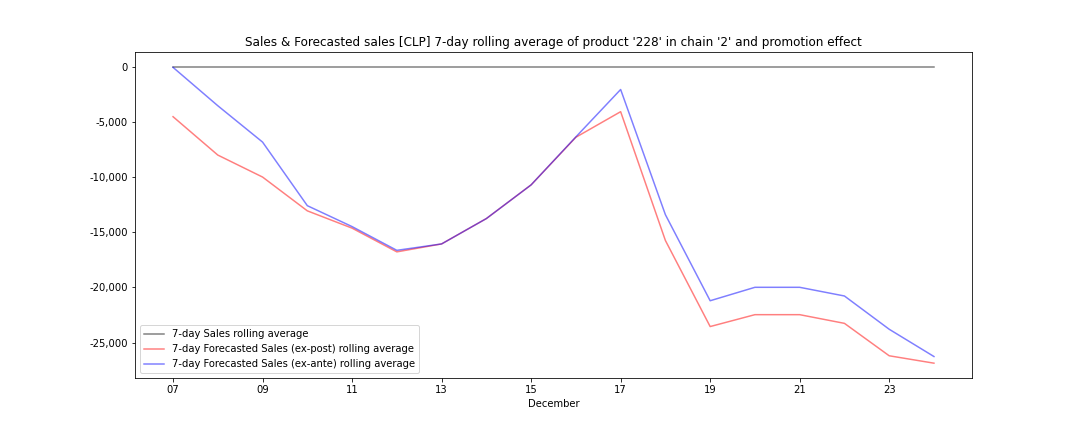 Sales & Forecasted sales [CLP] 7-day rolling average of product '228' in chain '2' and promotion effect
0
-5,000
-10,000
-15,000
-20,000
-25,000
7-day Sales rolling average
7-day Forecasted Sales (ex-post) rolling average
7-day Forecasted Sales (ex-ante) rolling average
07 09 11 13 15 17 19 21 23
December